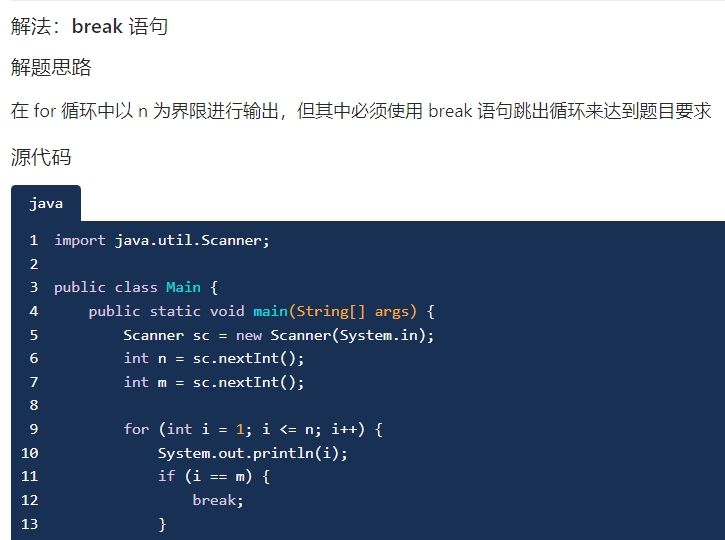 解法：break 语句
解题思路
在 for 循环中以 n 为界限进行输出，但其中必须使用 break 语句跳出循环来达到题目要求
源代码
java
1 import java.util.Scanner;
2
3 public class Main {
4     public static void main(String[] args) {
5         Scanner sc = new Scanner(System.in);
6         int n = sc.nextInt();
7         int m = sc.nextInt();
8
9         for (int i = 1; i <= n; i++) {
10             System.out.println(i);
11             if (i == m) {
12                 break;
13             }